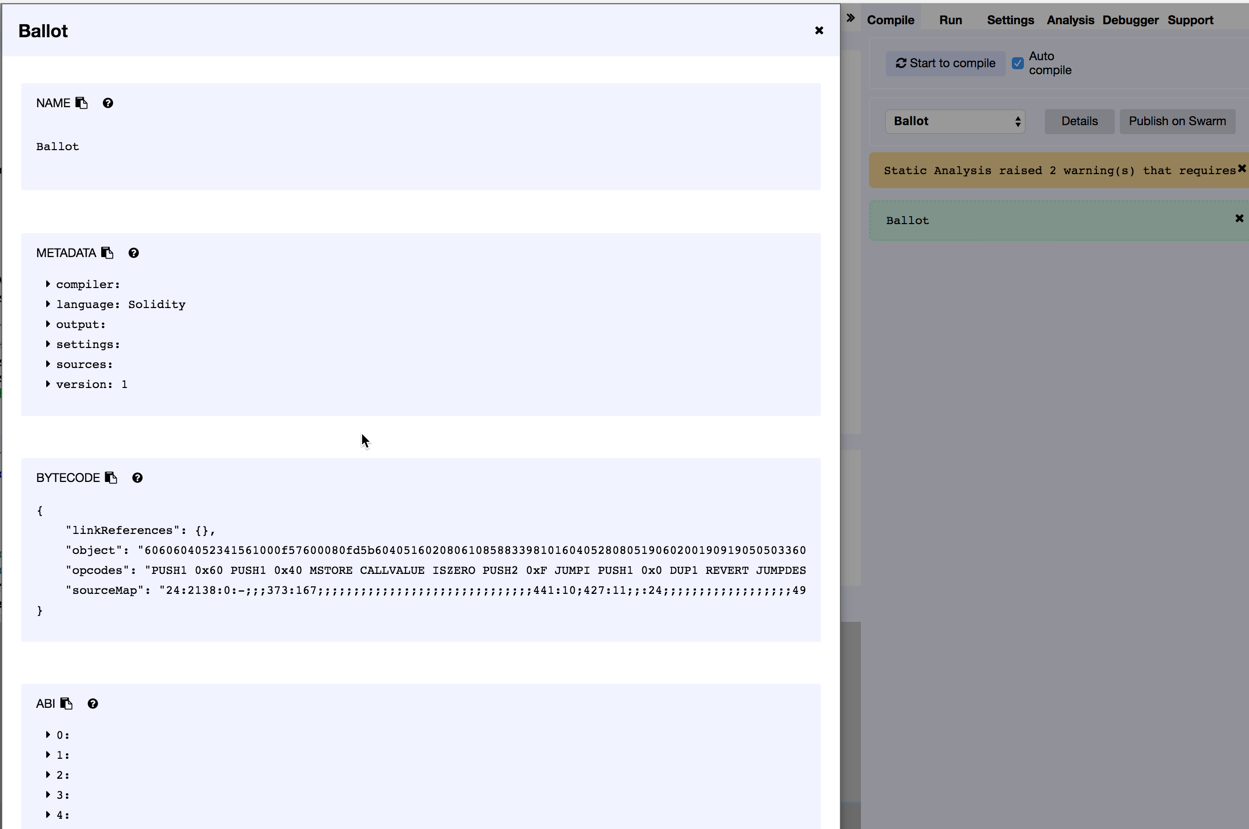 Ballot
NAME
Ballot
METADATA
compiler:
language: Solidity
output:
settings:
sources:
version: 1
BYTECODE
{
"linkReferences": {},
"object": "6060604052341561000f57600080fd5b604051602080610858833981016040528080519060200190919050503360
"opcodes": "PUSH1 0x60 PUSH1 0x40 MSTORE CALLVALUE ISZERO PUSH2 0xF JUMPI PUSH1 0x0 DUP1 REVERT JUMPDES
"sourceMap": "24:2138:0:-;;;373:167;;;;;;;;;;;;;;;;;;;;;;;;;;;;;;441:10;427:11;;;:24;;;;;;;;;;;;;;;;;;49
}
ABI
0:
1:
2:
3:
4:
Compile Run Settings Analysis Debugger Support
Start to compile
Auto
compile
Ballot Details Publish on Swarm
Static Analysis raised 2 warning(s) that requires
Ballot